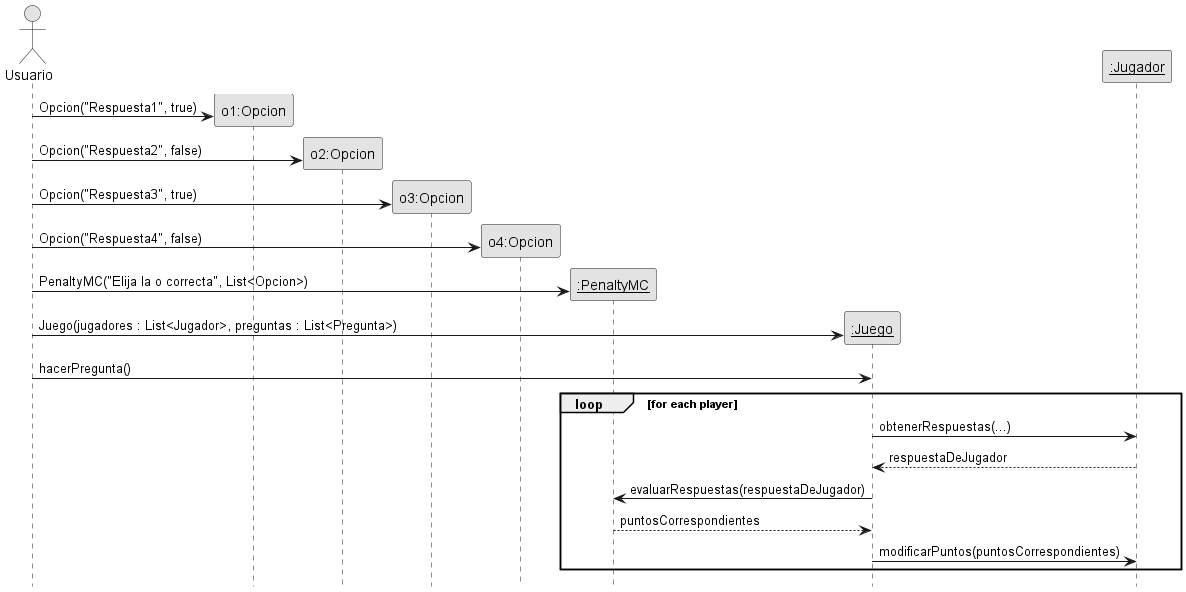 Usuario
:Jugador
Opcion("Respuesta1", true)
o1:Opcion
Opcion("Respuesta2", false)
o2:Opcion
Opcion("Respuesta3", true)
o3:Opcion
Opcion("Respuesta4", false)
o4:Opcion
PenaltyMC("Elija la o correcta", List<Opcion>)
:PenaltyMC
Juego(jugadores : List<Jugador>, preguntas : List<Pregunta>)
:Juego
hacerPregunta()
loop
[for each player]
obtenerRespuestas(...)
respuestaDeJugador
evaluarRespuestas(respuestaDeJugador)
puntosCorrespondientes
modificarPuntos(puntosCorrespondientes)